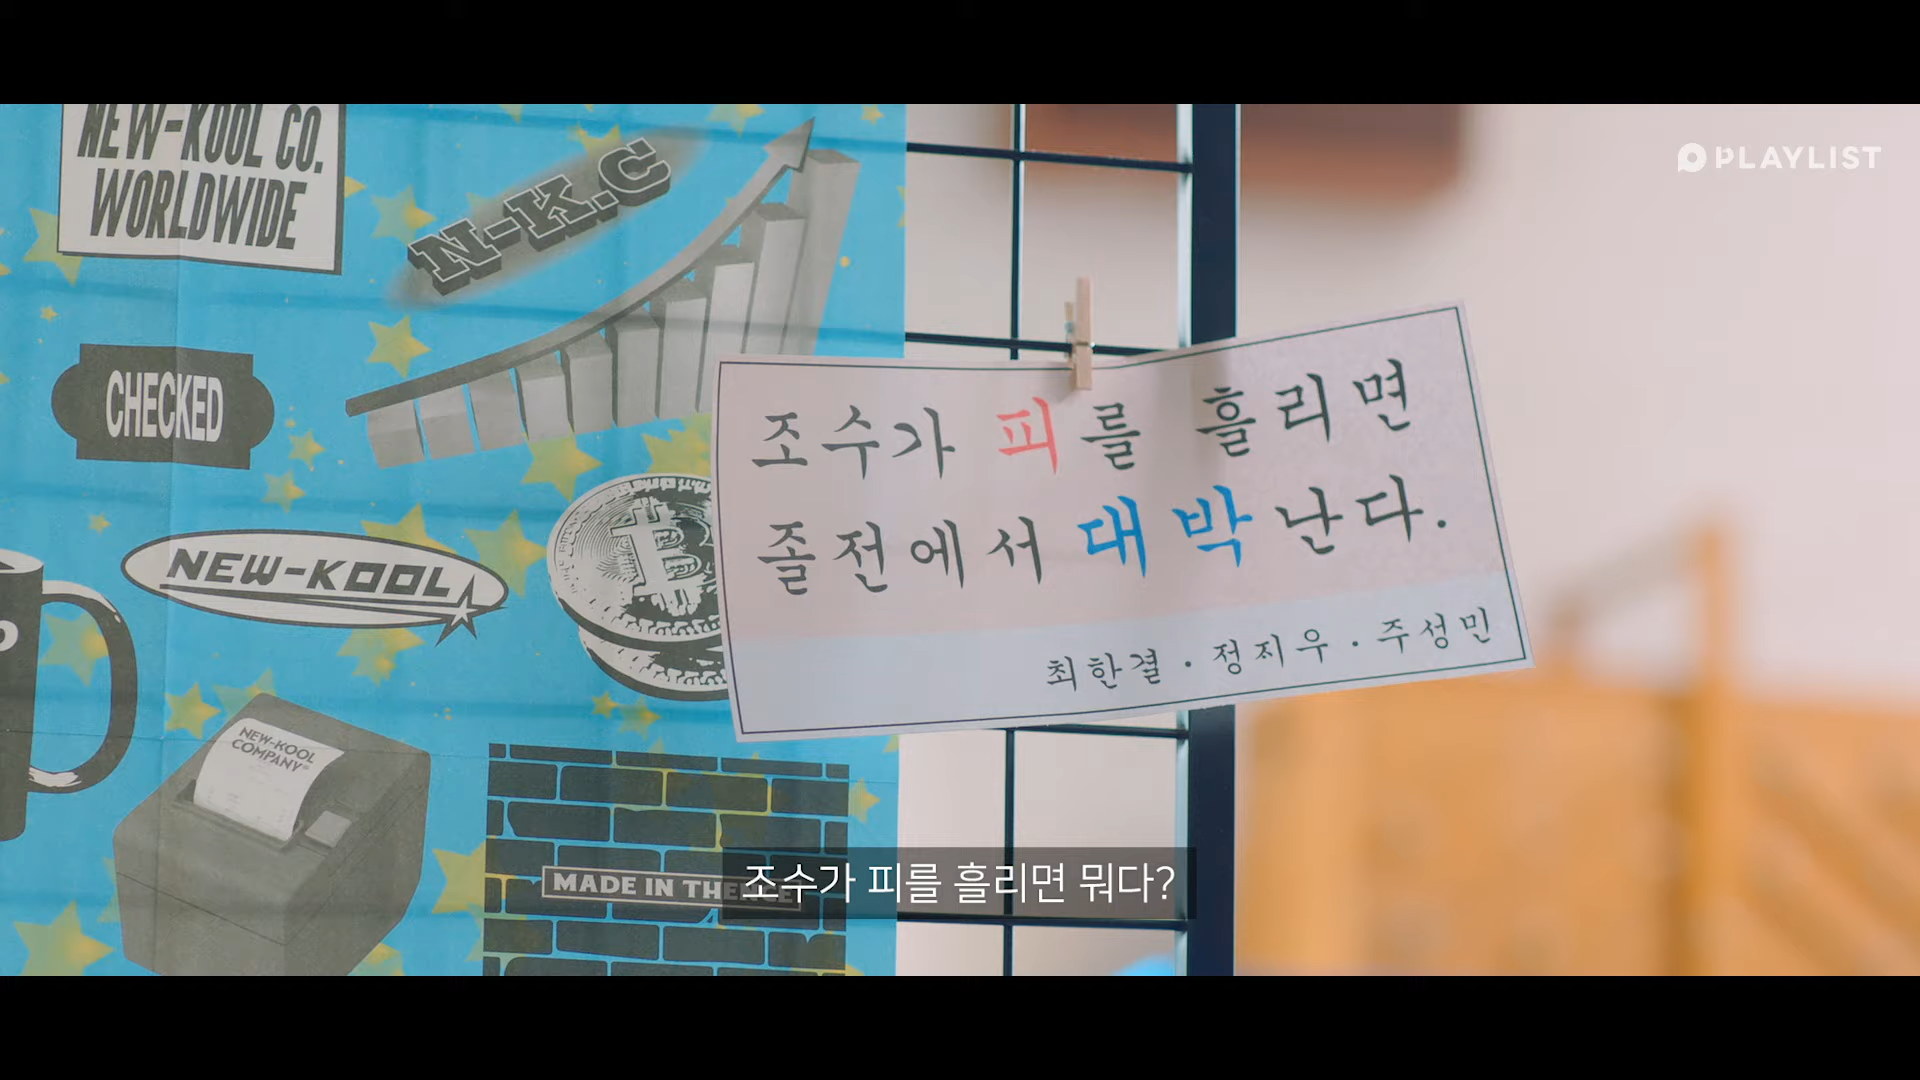 NEW-KOOL CO.
WORLDWIDE
N-K.C
PLAYLIST
CHECKED
조수가 피를 흘리면
졸전에서 대박난다.
최한결 · 정지우 · 주성민
NEW-KOOL
NEW-KOOL
COMPANY
MADE IN THENCE
조수가 피를 흘리면 뭐다?